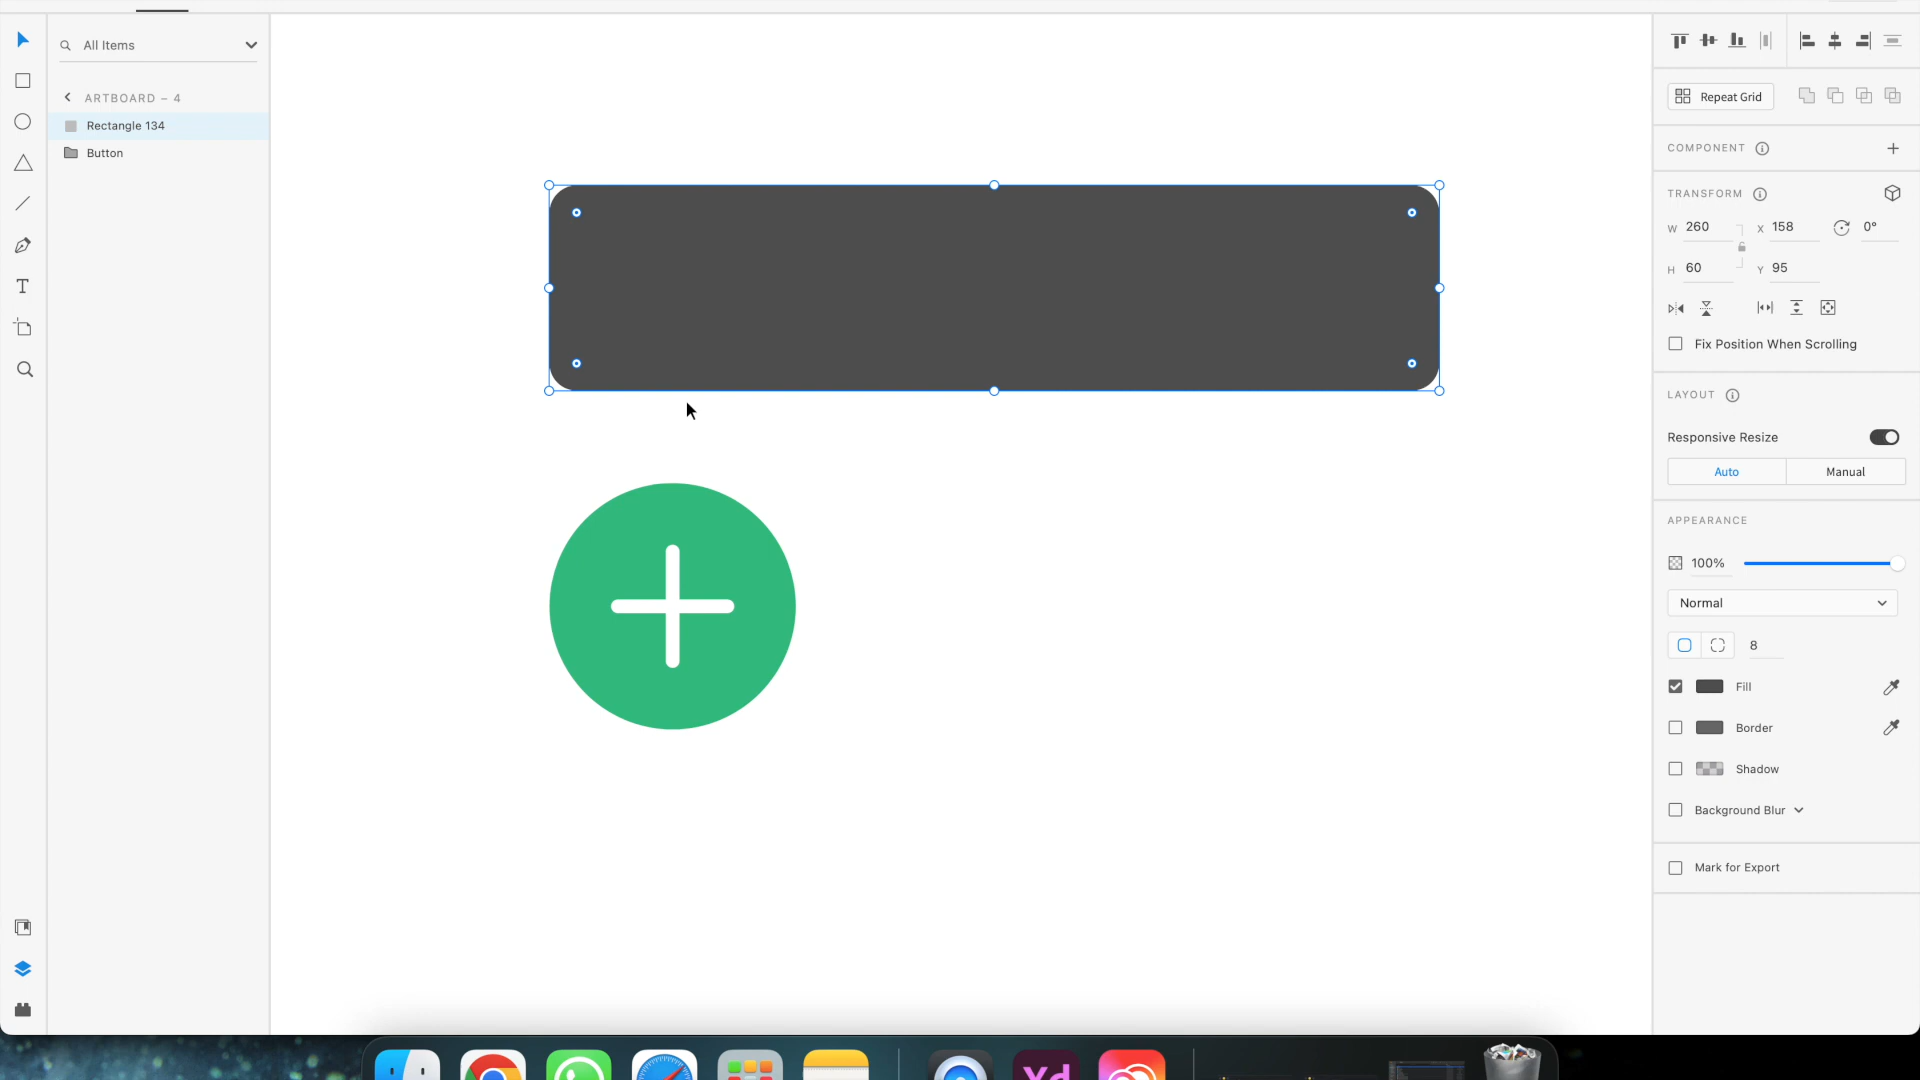 All Items
ARTBOARD – 4
Rectangle 134
Button
Repeat Grid
COMPONENT
TRANSFORM
W 260 X 158 0°
H 60 Y 95
Fix Position When Scrolling
LAYOUT
Responsive Resize
Auto Manual
APPEARANCE
100%
Normal
8
Fill
Border
Shadow
Background Blur
Mark for Export
Xd